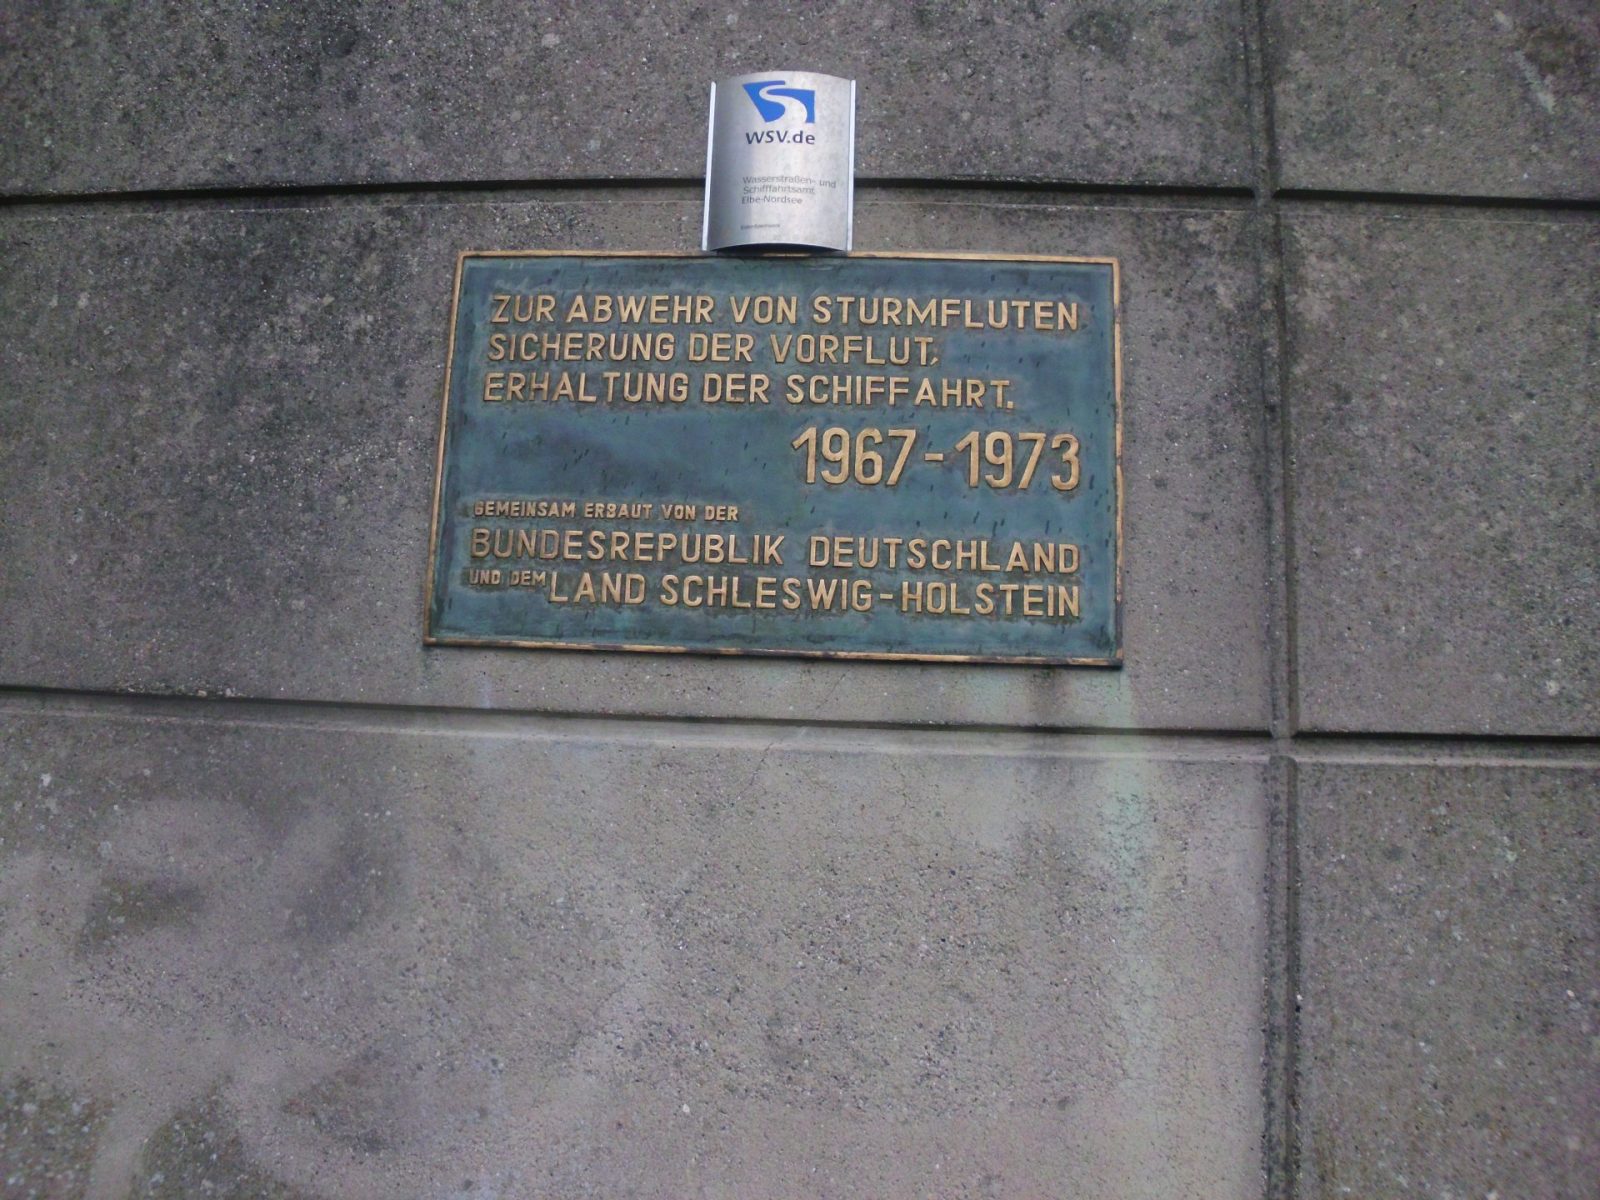 WSV.de
Wasserstraßen- und
Schifffahrtsamt
Elbe-Nordsee
ZUR ABWEHR VON STURMFLUTEN
SICHERUNG DER VORFLUT,
ERHALTUNG DER SCHIFFAHRT.
1967-1973
GEMEINSAM ERBAUT VON DER
BUNDESREPUBLIK DEUTSCHLAND
UND DEM LAND SCHLESWIG-HOLSTEIN